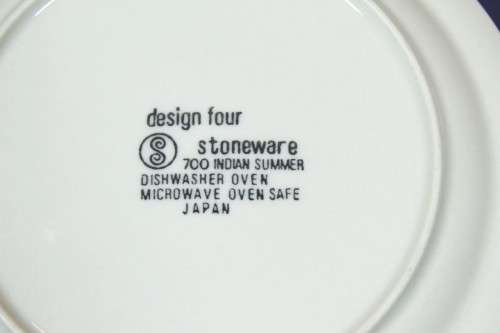 design four
S stoneware
700 INDIAN SUMMER
DISHWASHER OVEN
MICROWAVE OVEN SAFE
JAPAN